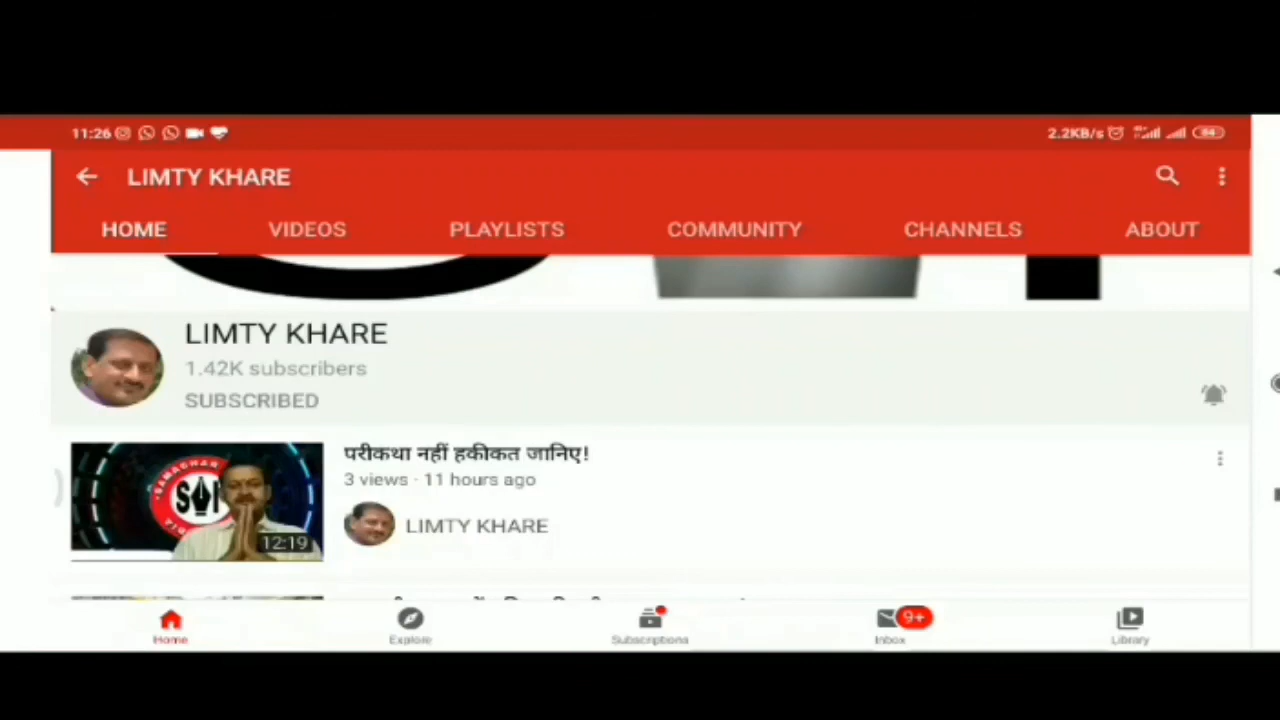 11:26
2.2KB/s 84
LIMTY KHARE
HOME VIDEOS PLAYLISTS COMMUNITY CHANNELS ABOUT
LIMTY KHARE
1.42K subscribers
SUBSCRIBED
परीकथा नहीं हकीकत जानिए!
3 views · 11 hours ago
LIMTY KHARE
SAMACHAR
12:19
Home Explore Subscriptions Inbox 9+ Library